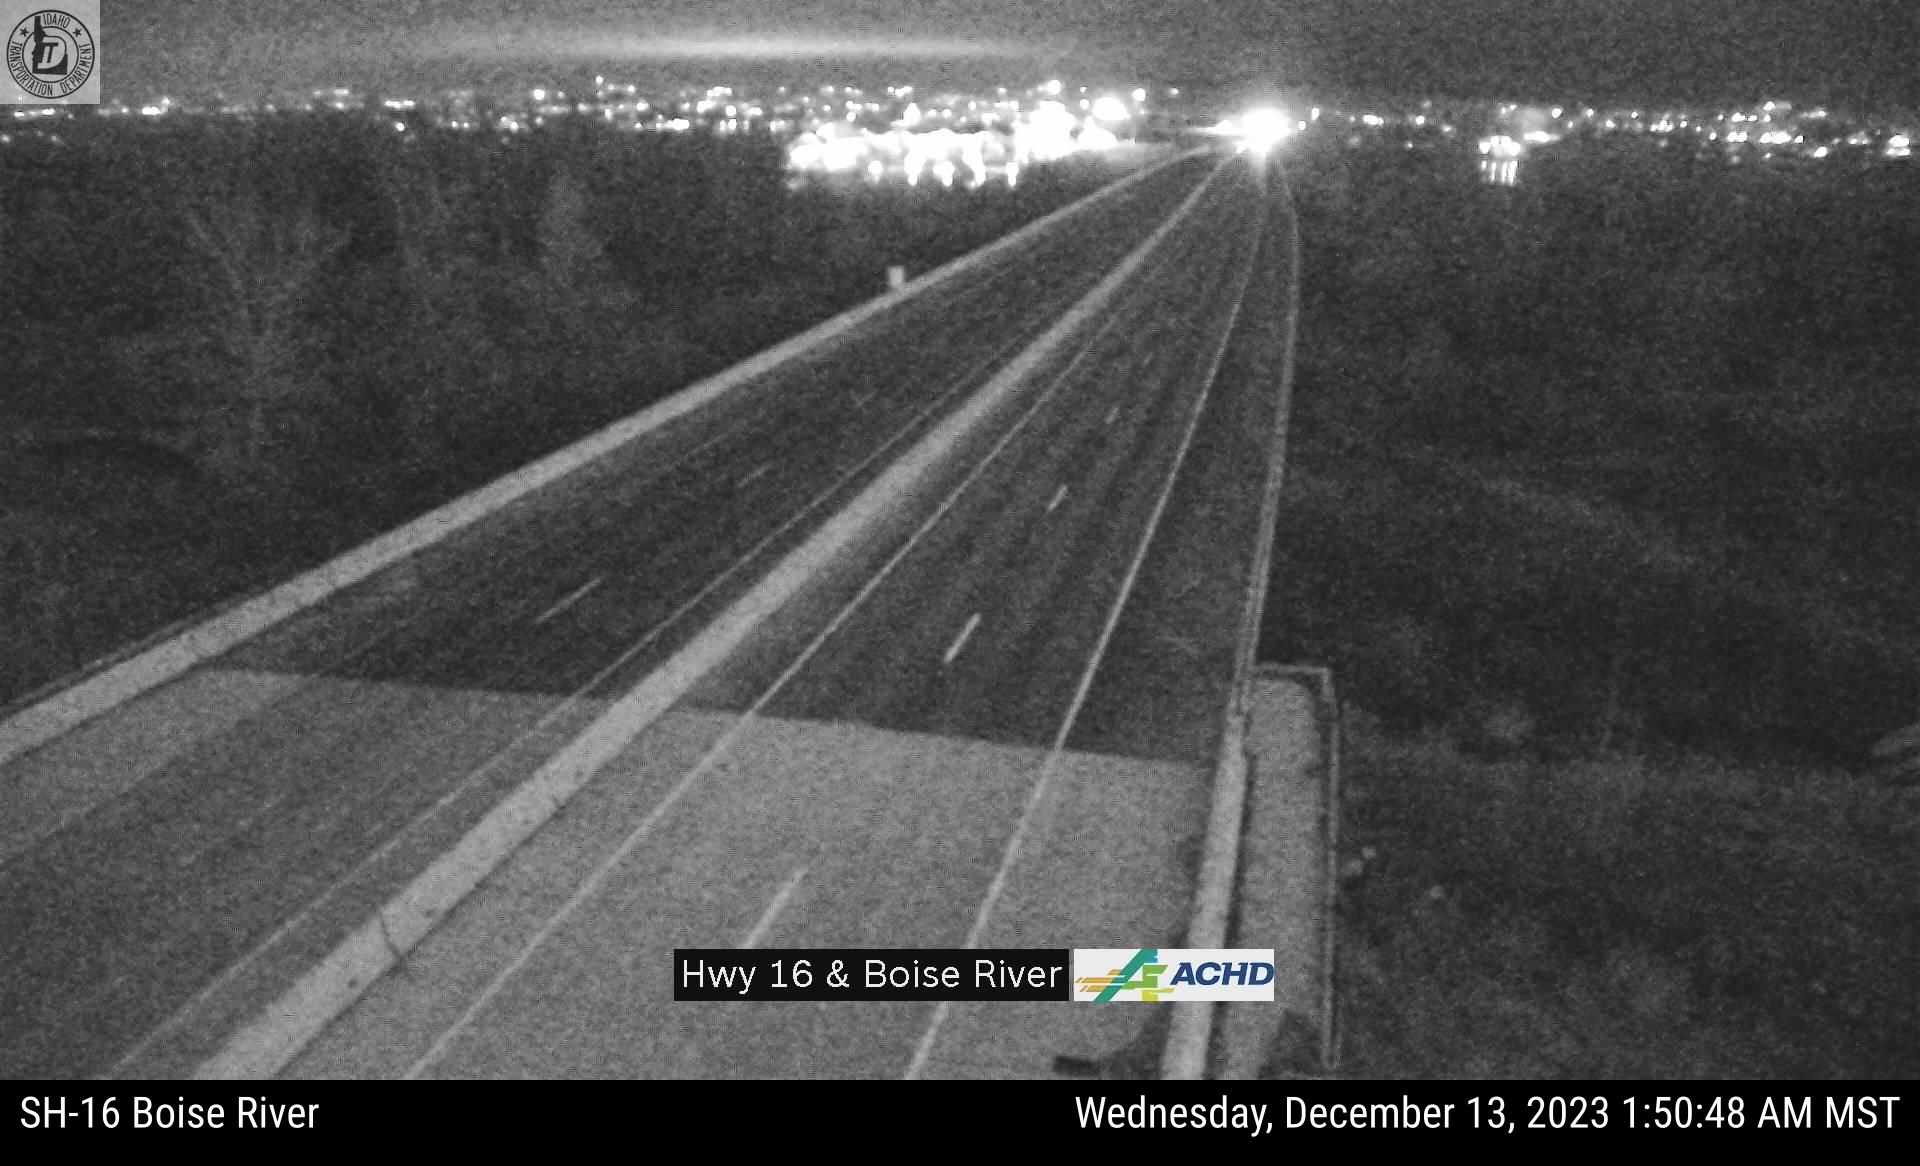 IDAHO
TRANSPORTATION DEPARTMENT
Hwy 16 & Boise River
ACHD
SH-16 Boise River
Wednesday, December 13, 2023 1:50:48 AM MST